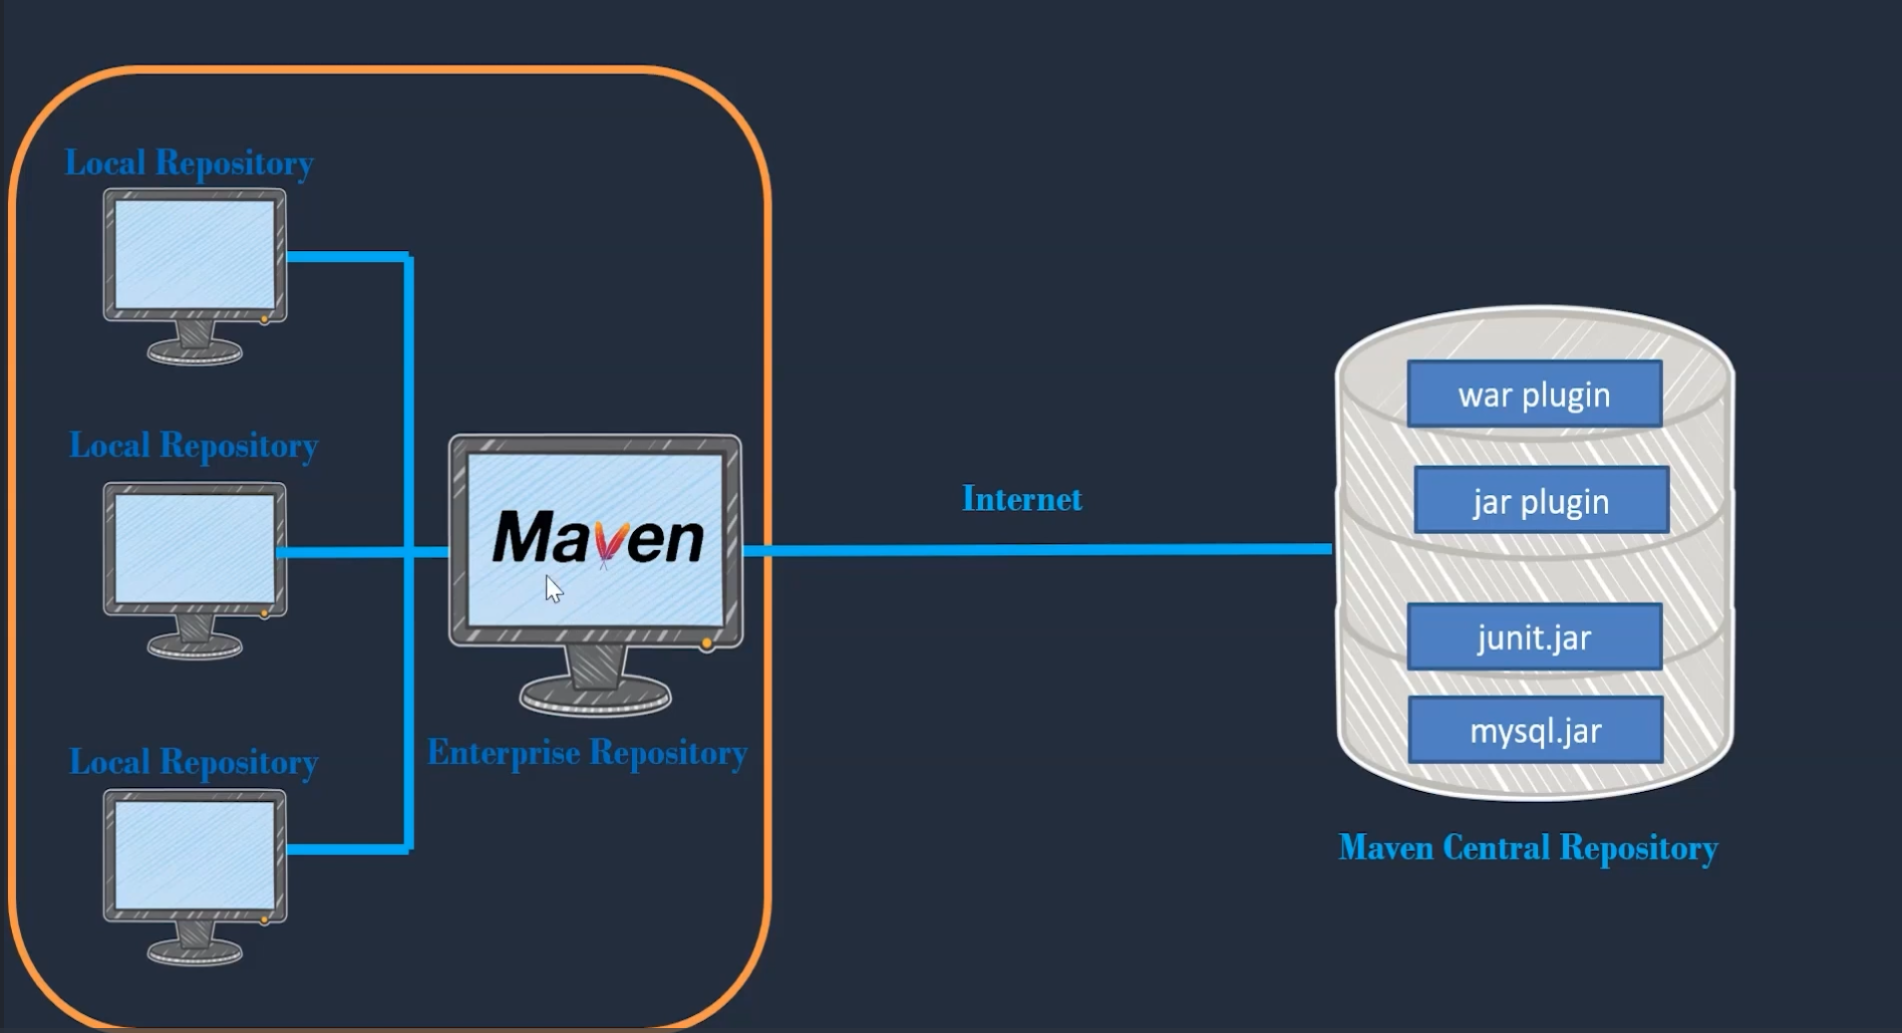 Local Repository
Local Repository
Local Repository
Maven
Enterprise Repository
Internet
war plugin
jar plugin
junit.jar
mysql.jar
Maven Central Repository